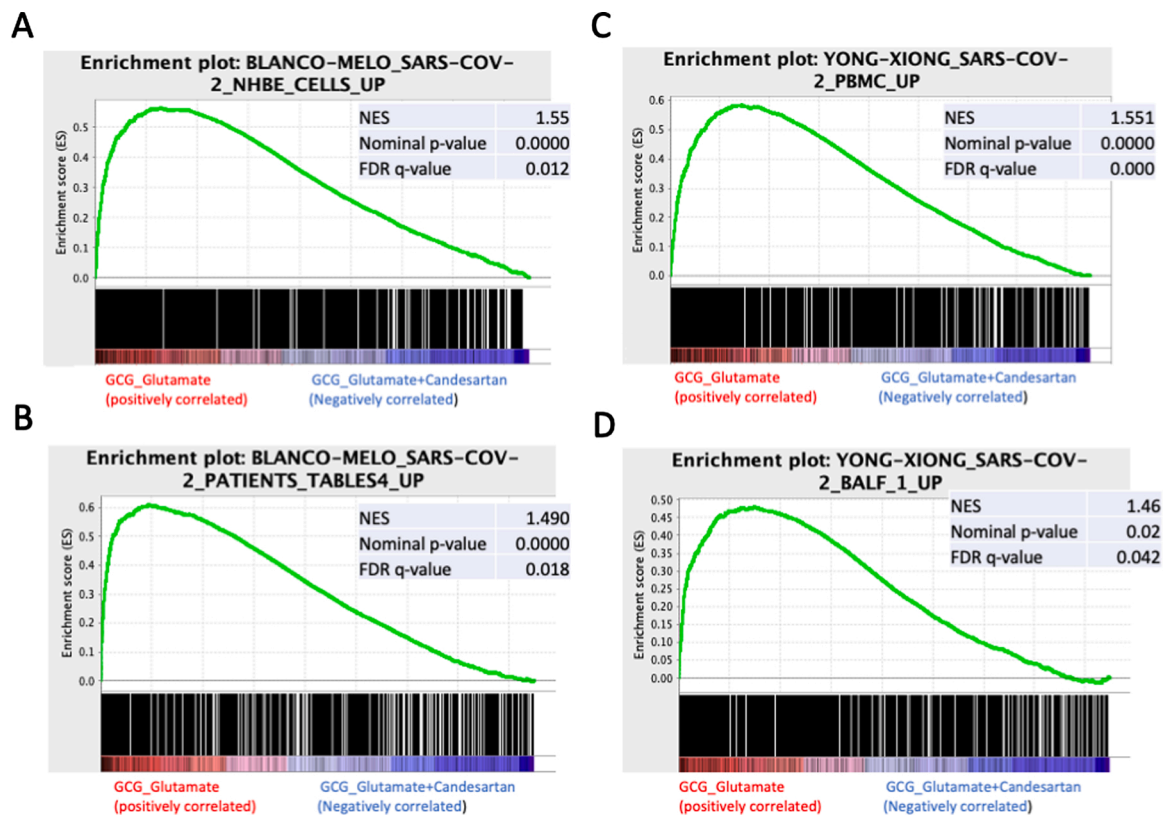 A
Enrichment plot: BLANCO-MELO_SARS-COV-
2_NHBE_CELLS_UP
NES 1.55
Nominal p-value 0.0000
FDR q-value 0.012
Enrichment score (ES)
0.5
0.4
0.3
0.2
0.1
0.0
GCG_Glutamate
(positively correlated)
GCG_Glutamate+Candesartan
(Negatively correlated)
B
Enrichment plot: BLANCO-MELO_SARS-COV-
2_PATIENTS_TABLES4_UP
NES 1.490
Nominal p-value 0.0000
FDR q-value 0.018
Enrichment score (ES)
0.6
0.5
0.4
0.3
0.2
0.1
0.0
GCG_Glutamate
(positively correlated)
GCG_Glutamate+Candesartan
(Negatively correlated)
C
Enrichment plot: YONG-XIONG_SARS-COV-
2_PBMC_UP
NES 1.551
Nominal p-value 0.0000
FDR q-value 0.000
Enrichment score (ES)
0.6
0.5
0.4
0.3
0.2
0.1
0.0
GCG_Glutamate
(positively correlated)
GCG_Glutamate+Candesartan
(Negatively correlated)
D
Enrichment plot: YONG-XIONG_SARS-COV-
2_BALF_1_UP
NES 1.46
Nominal p-value 0.02
FDR q-value 0.042
Enrichment score (ES)
0.50
0.45
0.40
0.35
0.30
0.25
0.20
0.15
0.10
0.05
0.00
GCG_Glutamate
(positively correlated)
GCG_Glutamate+Candesartan
(Negatively correlated)